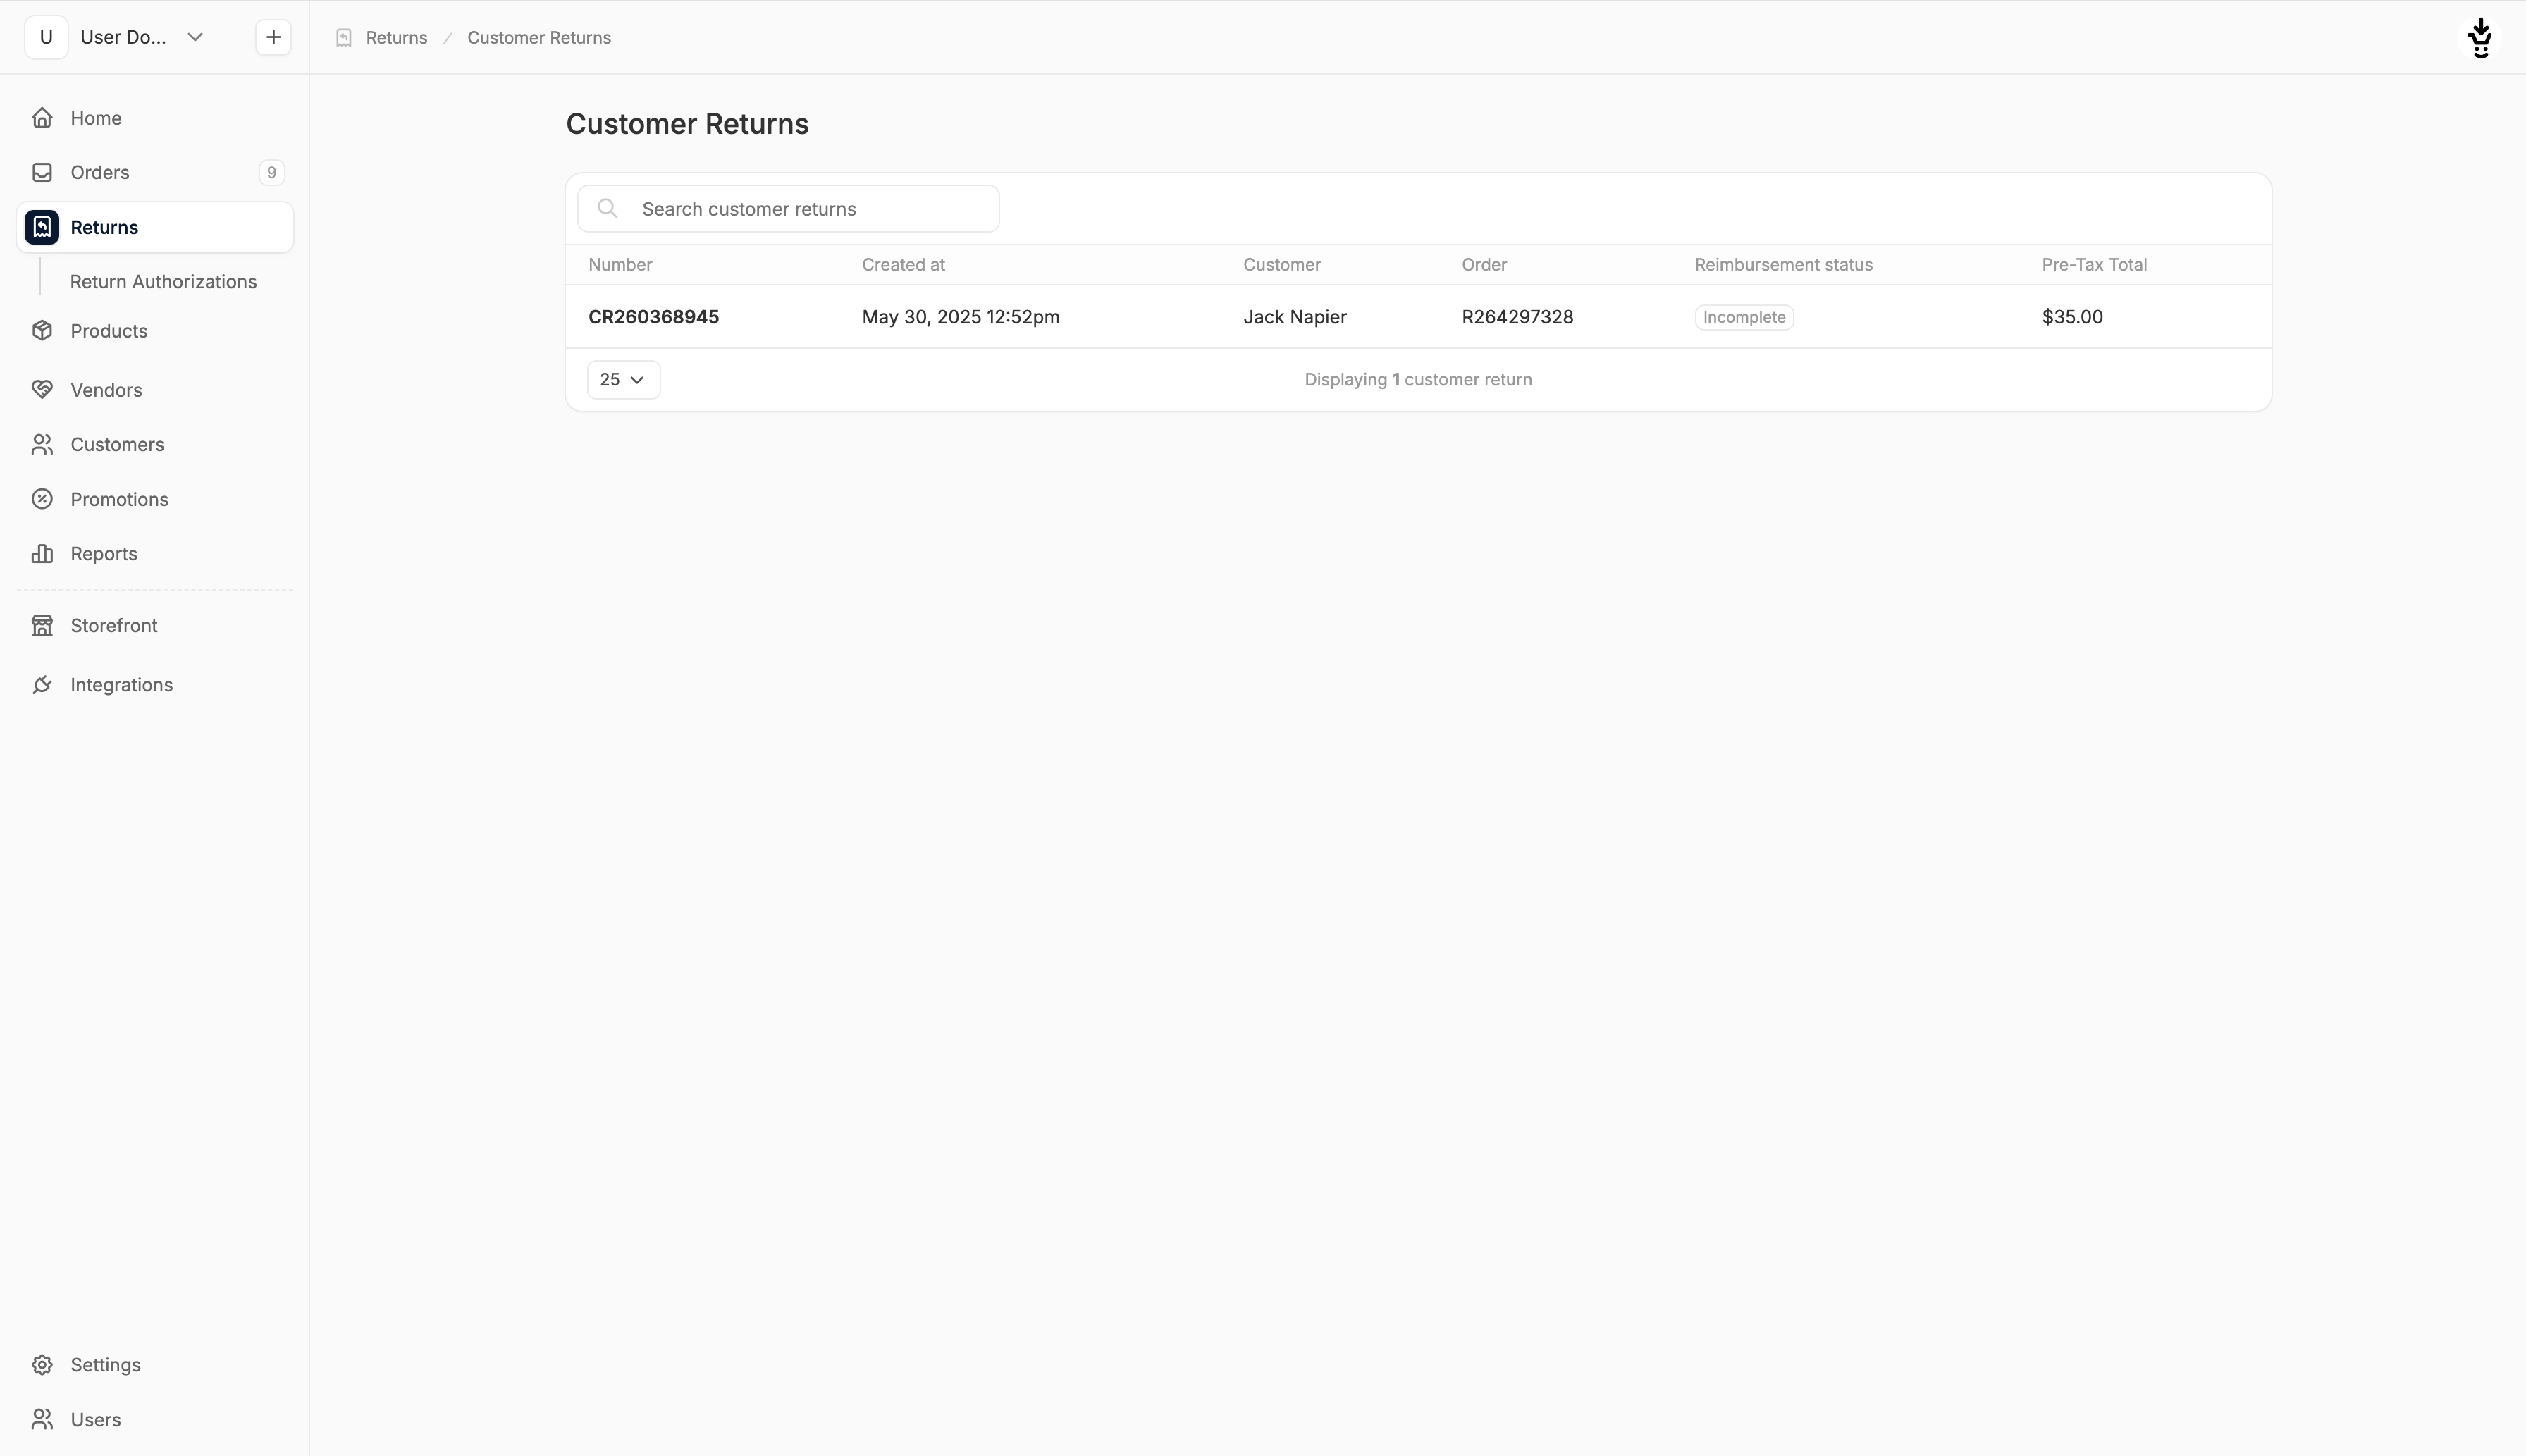 U User Do...
Returns / Customer Returns
Home
Orders 9
Returns
Return Authorizations
Products
Vendors
Customers
Promotions
Reports
Storefront
Integrations
Settings
Users
Customer Returns
Search customer returns
Number Created at Customer Order Reimbursement status Pre-Tax Total
CR260368945 May 30, 2025 12:52pm Jack Napier R264297328 Incomplete $35.00
25 Displaying 1 customer return